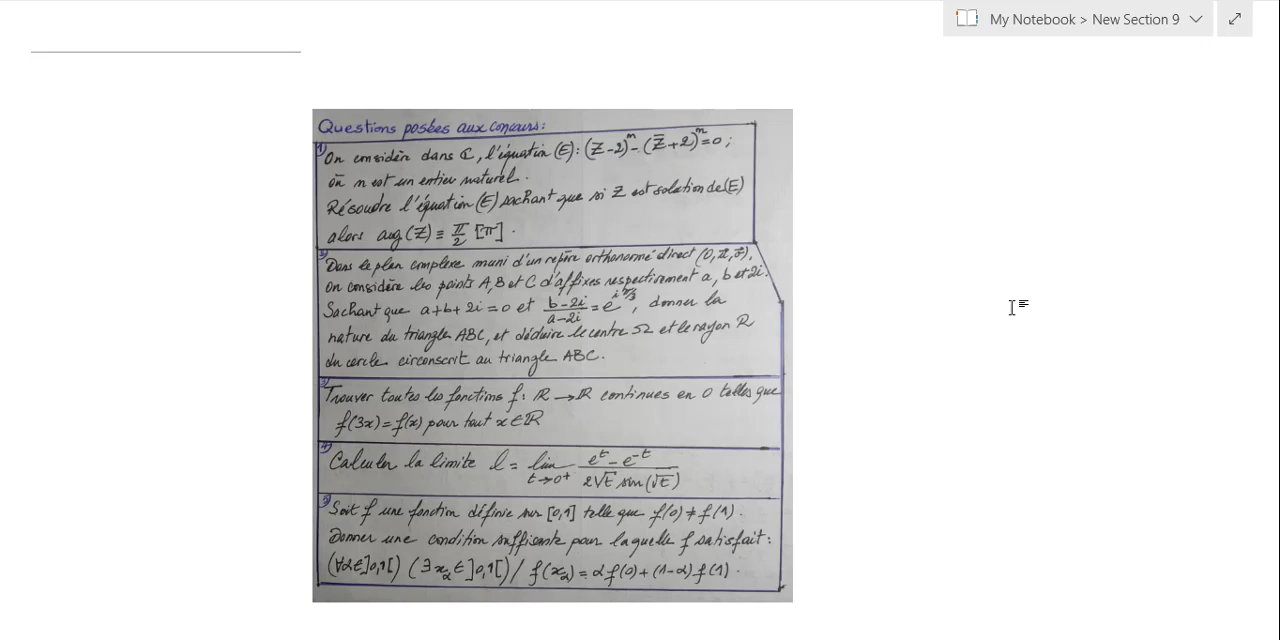 My Notebook > New Section 9
Questions posées aux concours:
1) On considère dans ℂ, l'équation (E): (Z-2)ⁿ - (Z̄+2)ⁿ = 0;
où n est un entier naturel.
Résoudre l'équation (E) sachant que si Z est solution de (E)
alors arg(Z) ≡ π/2 [π].
2) Dans le plan complexe muni d'un repère orthonormé direct (O, u⃗, v⃗),
on considère les points A, B et C d'affixes respectivement a, b et 2i.
Sachant que a+b+2i=0 et (b-2i)/(a-2i) = e^(iπ/3), donner la
nature du triangle ABC, et déduire le centre Ω et le rayon R
du cercle circonscrit au triangle ABC.
3) Trouver toutes les fonctions f: ℝ → ℝ continues en 0 telles que
f(3x) = f(x) pour tout x∈ℝ
4) Calculer la limite l = lim t→0⁺ (eᵗ - e⁻ᵗ)/(2√t sin(√t))
5) Soit f une fonction définie sur [0,1] telle que f(0) ≠ f(1).
Donner une condition suffisante pour laquelle f satisfait:
(∀α∈]0,1[) (∃x_α∈]0,1[) / f(x_α) = αf(0) + (1-α)f(1).